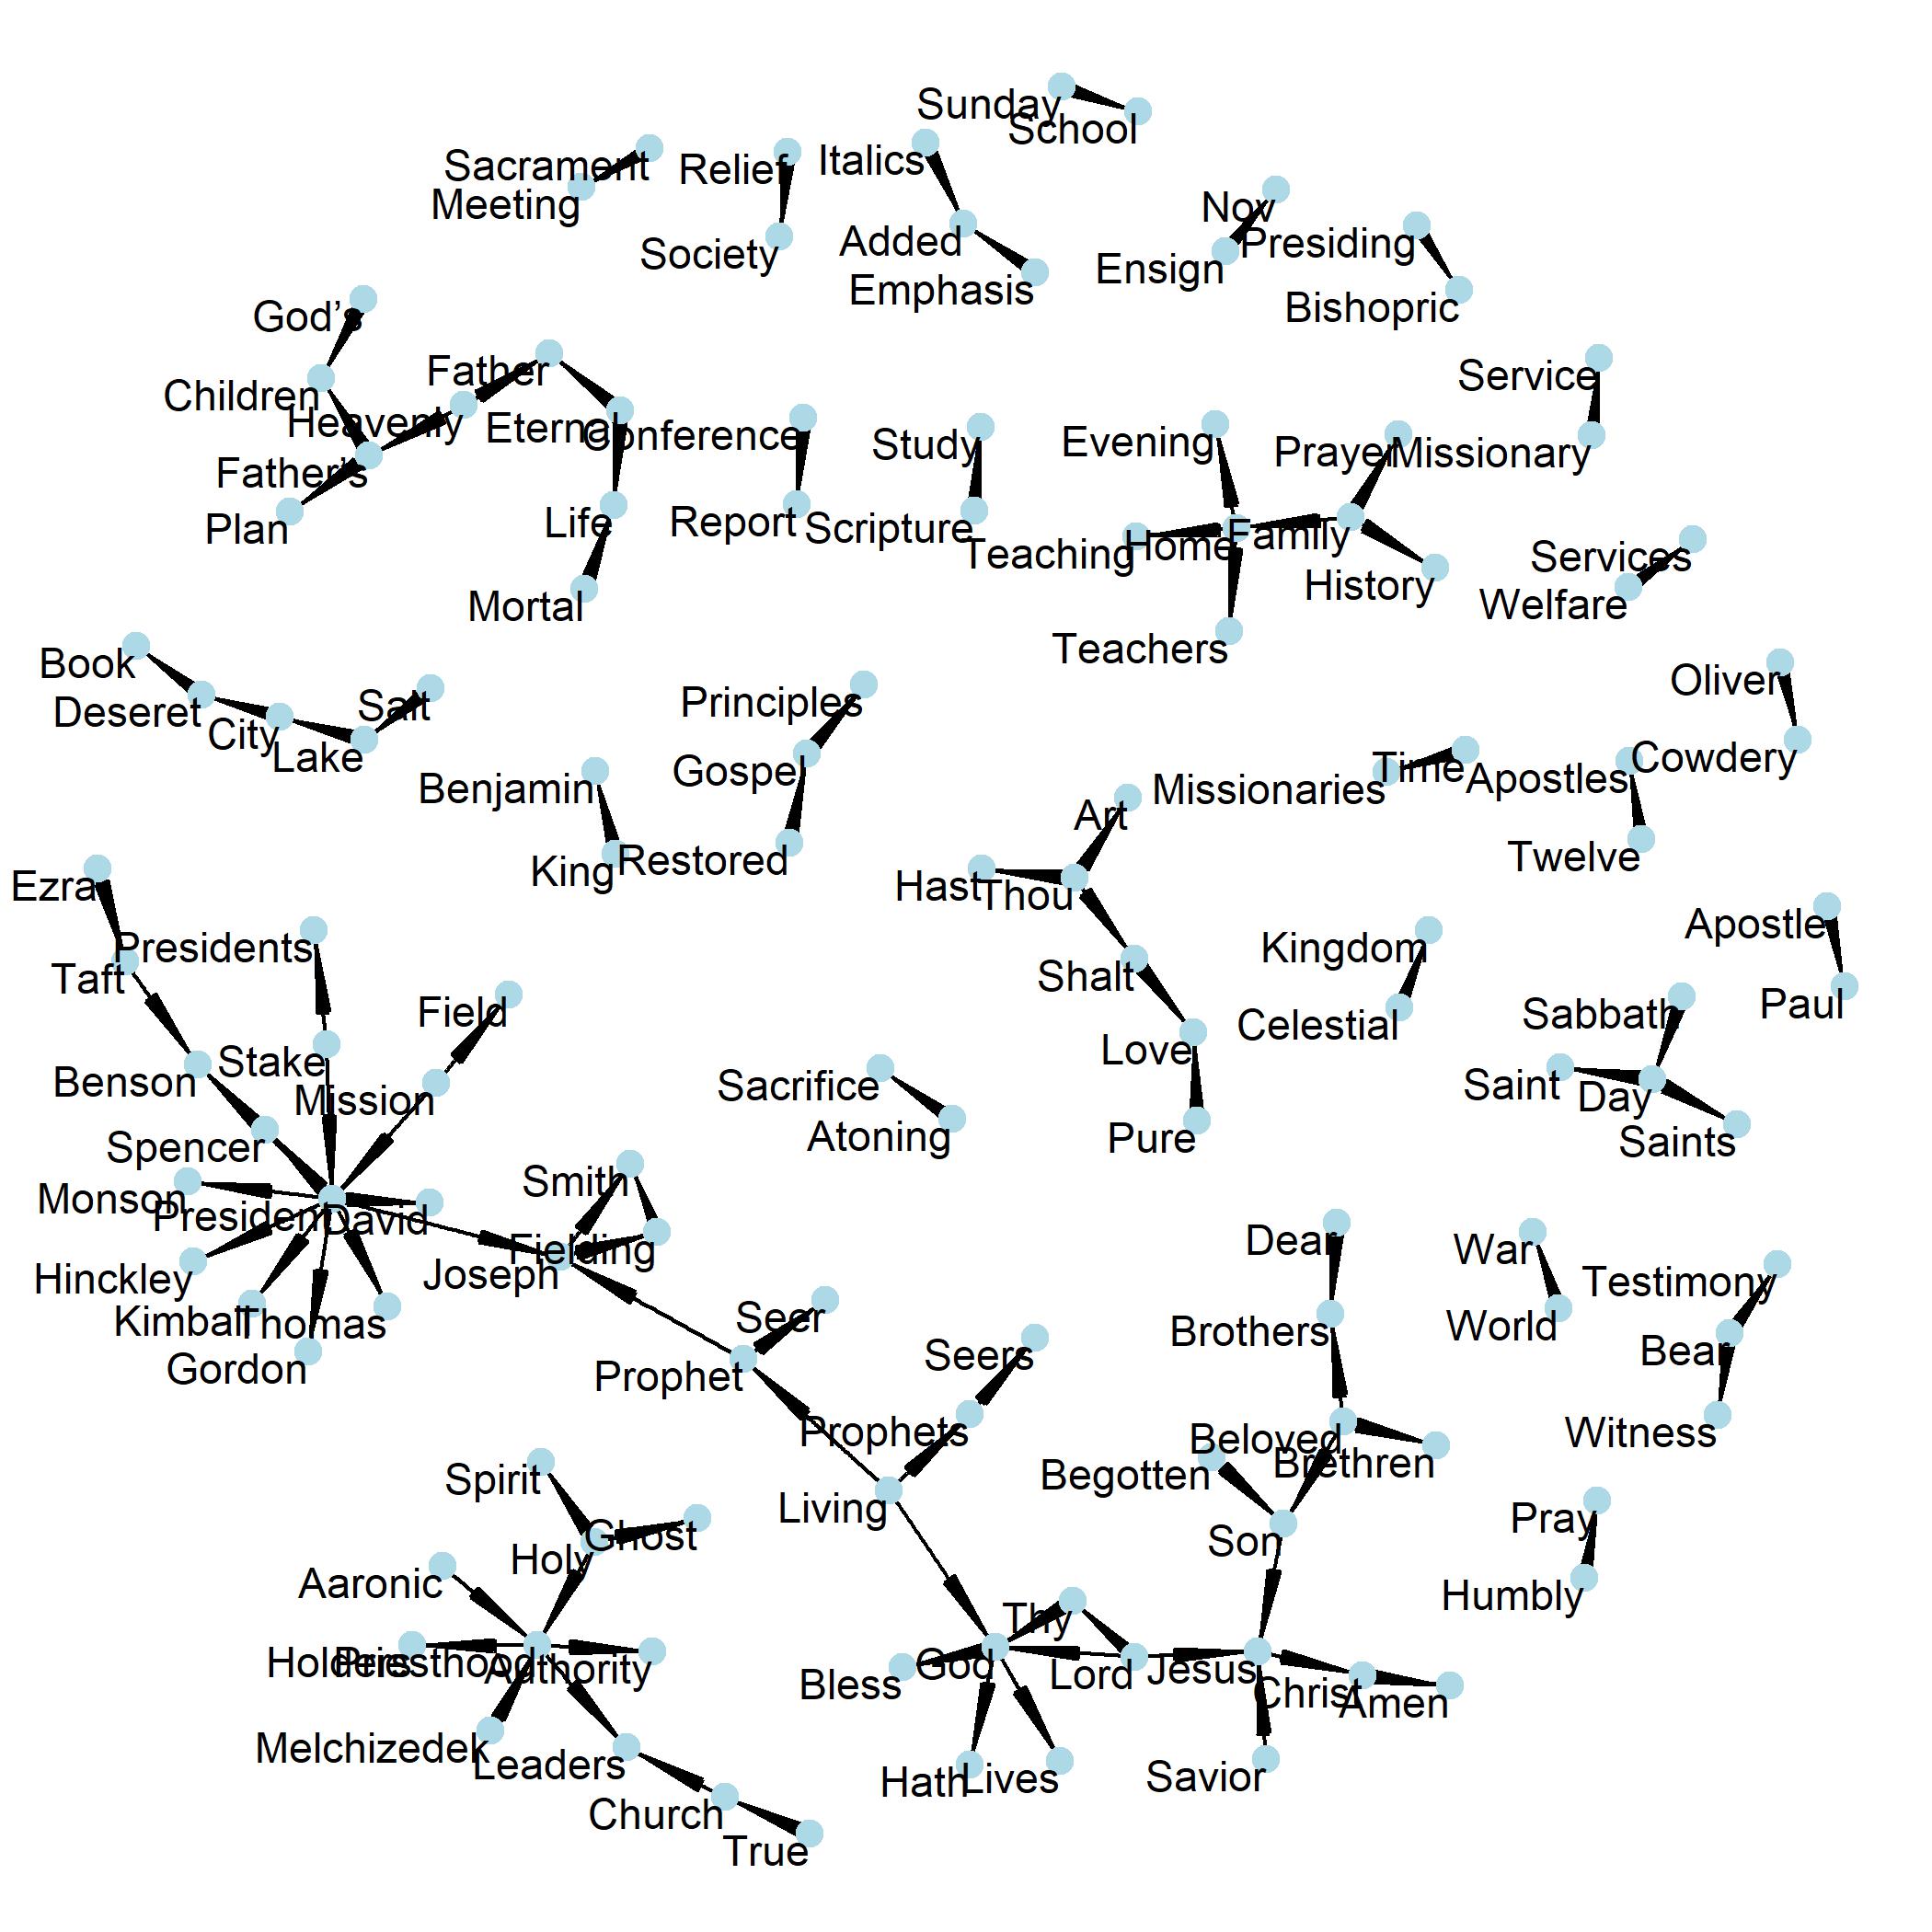 Sunday
School
Sacrament
Relief
Italics
Meeting
Now
Presiding
Society
Added
Ensign
Emphasis
God's
Bishopric
Father
Service
Children
Heavenly
Eternal
Conference
Study
Evening
Prayer
Missionary
Father's
Plan
Life
Report
Scripture
Teaching
Home
Family
Services
History
Mortal
Welfare
Teachers
Book
Deseret
City
Salt
Lake
Principles
Oliver
Benjamin
Gospel
Missionaries
Time
Apostles
Cowdery
Art
King
Restored
Hast
Thou
Twelve
Ezra
Presidents
Taft
Field
Shalt
Kingdom
Apostle
Paul
Benson
Stake
Mission
Sacrifice
Love
Celestial
Sabbath
Saint
Day
Spencer
Atoning
Pure
Saints
Monson
President
David
Smith
Fielding
Hinckley
Joseph
Dear
War
Testimony
Kimball
Thomas
Seer
Brothers
World
Gordon
Prophet
Seers
Bear
Prophets
Beloved
Brethren
Witness
Spirit
Living
Begotten
Ghost
Son
Pray
Aaronic
Holy
Humbly
Thy
Holders
Priesthood
Authority
Bless
God
Lord
Jesus
Christ
Amen
Melchizedek
Leaders
Hath
Lives
Savior
Church
True